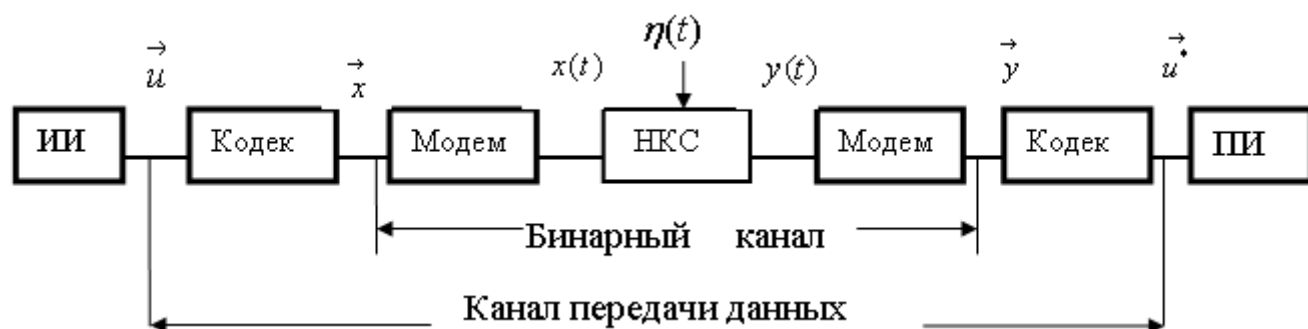 η(t)
u⃗ x⃗ x(t) y(t) y⃗ u⃗*
ИИ Кодек Модем НКС Модем Кодек ПИ
Бинарный канал
Канал передачи данных